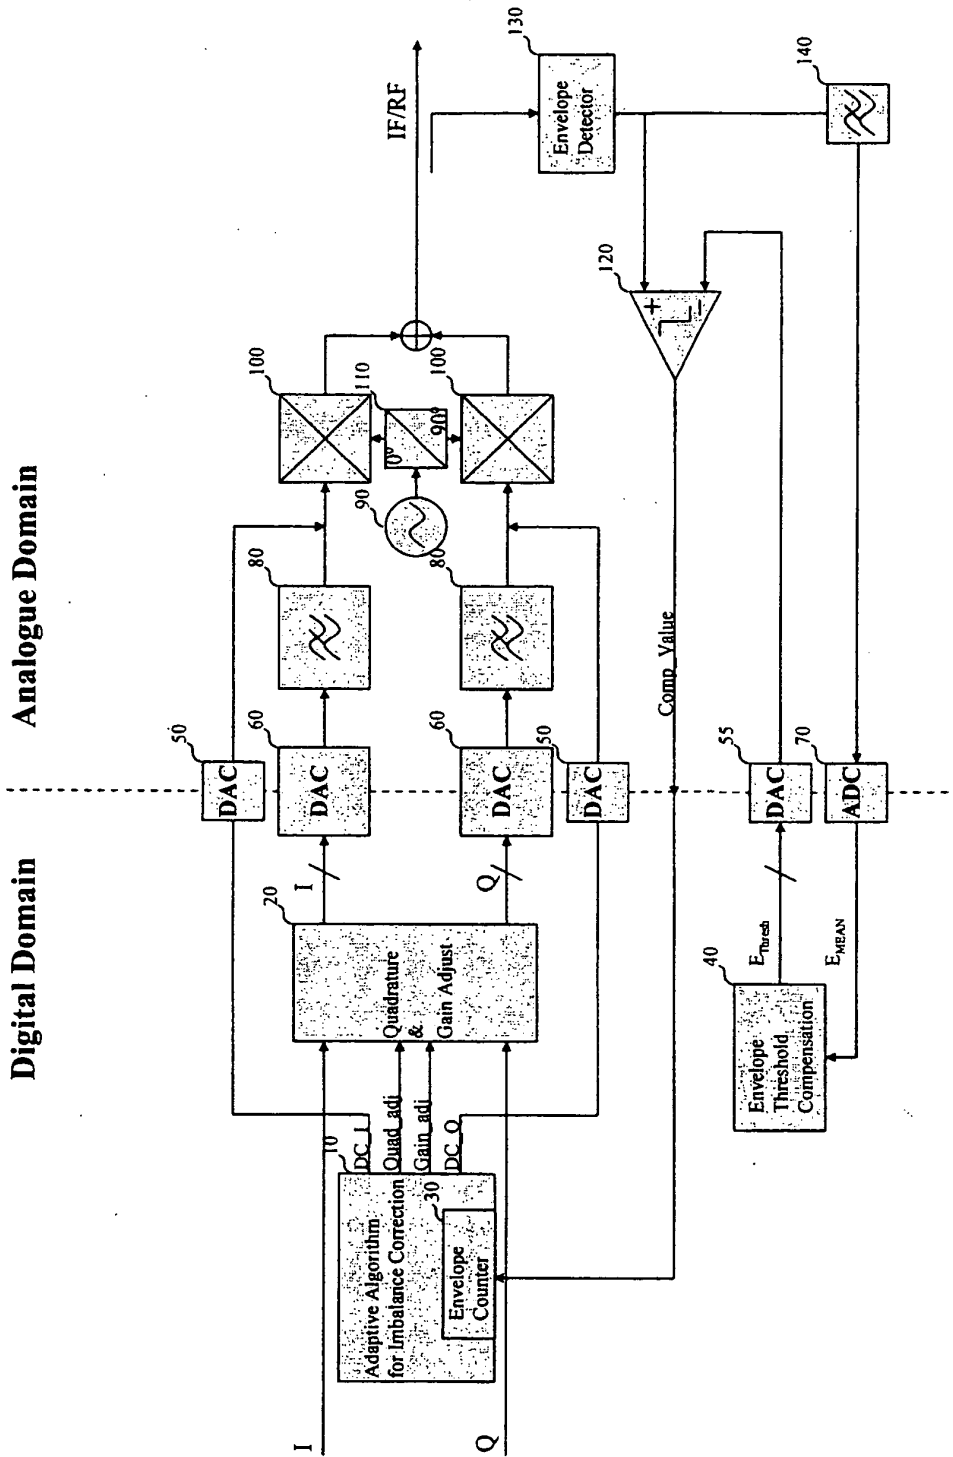 Digital Domain
Analogue Domain
I
Q
Adaptive Algorithm
for Imbalance Correction
10
Envelope
Counter
30
DC_I
Quad_adj
Gain_adj
DC_Q
Quadrature
&
Gain Adjust
20
I
Q
DAC
50
DAC
60
DAC
60
DAC
50
80
80
90
0°
90°
110
100
100
IF/RF
Envelope
Detector
130
+
−
120
Comp_Value
140
DAC
55
ADC
70
EThresh
EMEAN
Envelope
Threshold
Compensation
40